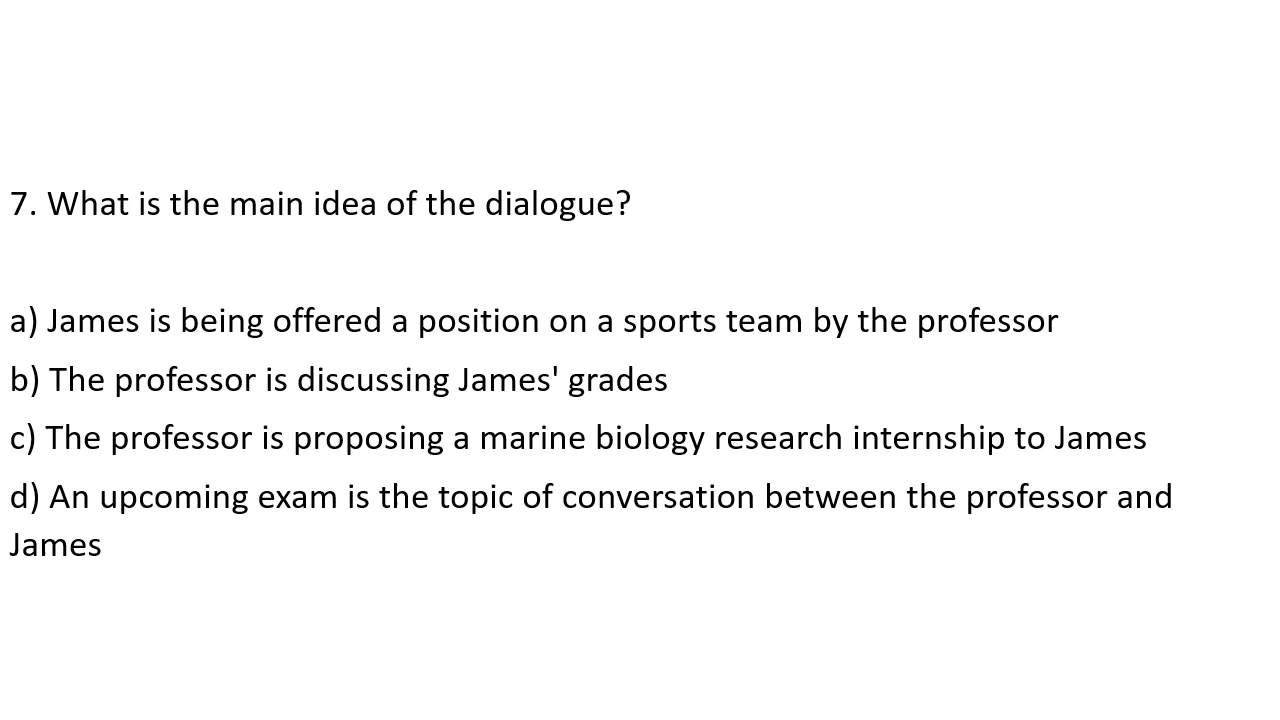 7. What is the main idea of the dialogue?
a) James is being offered a position on a sports team by the professor
b) The professor is discussing James' grades
c) The professor is proposing a marine biology research internship to James
d) An upcoming exam is the topic of conversation between the professor and
James